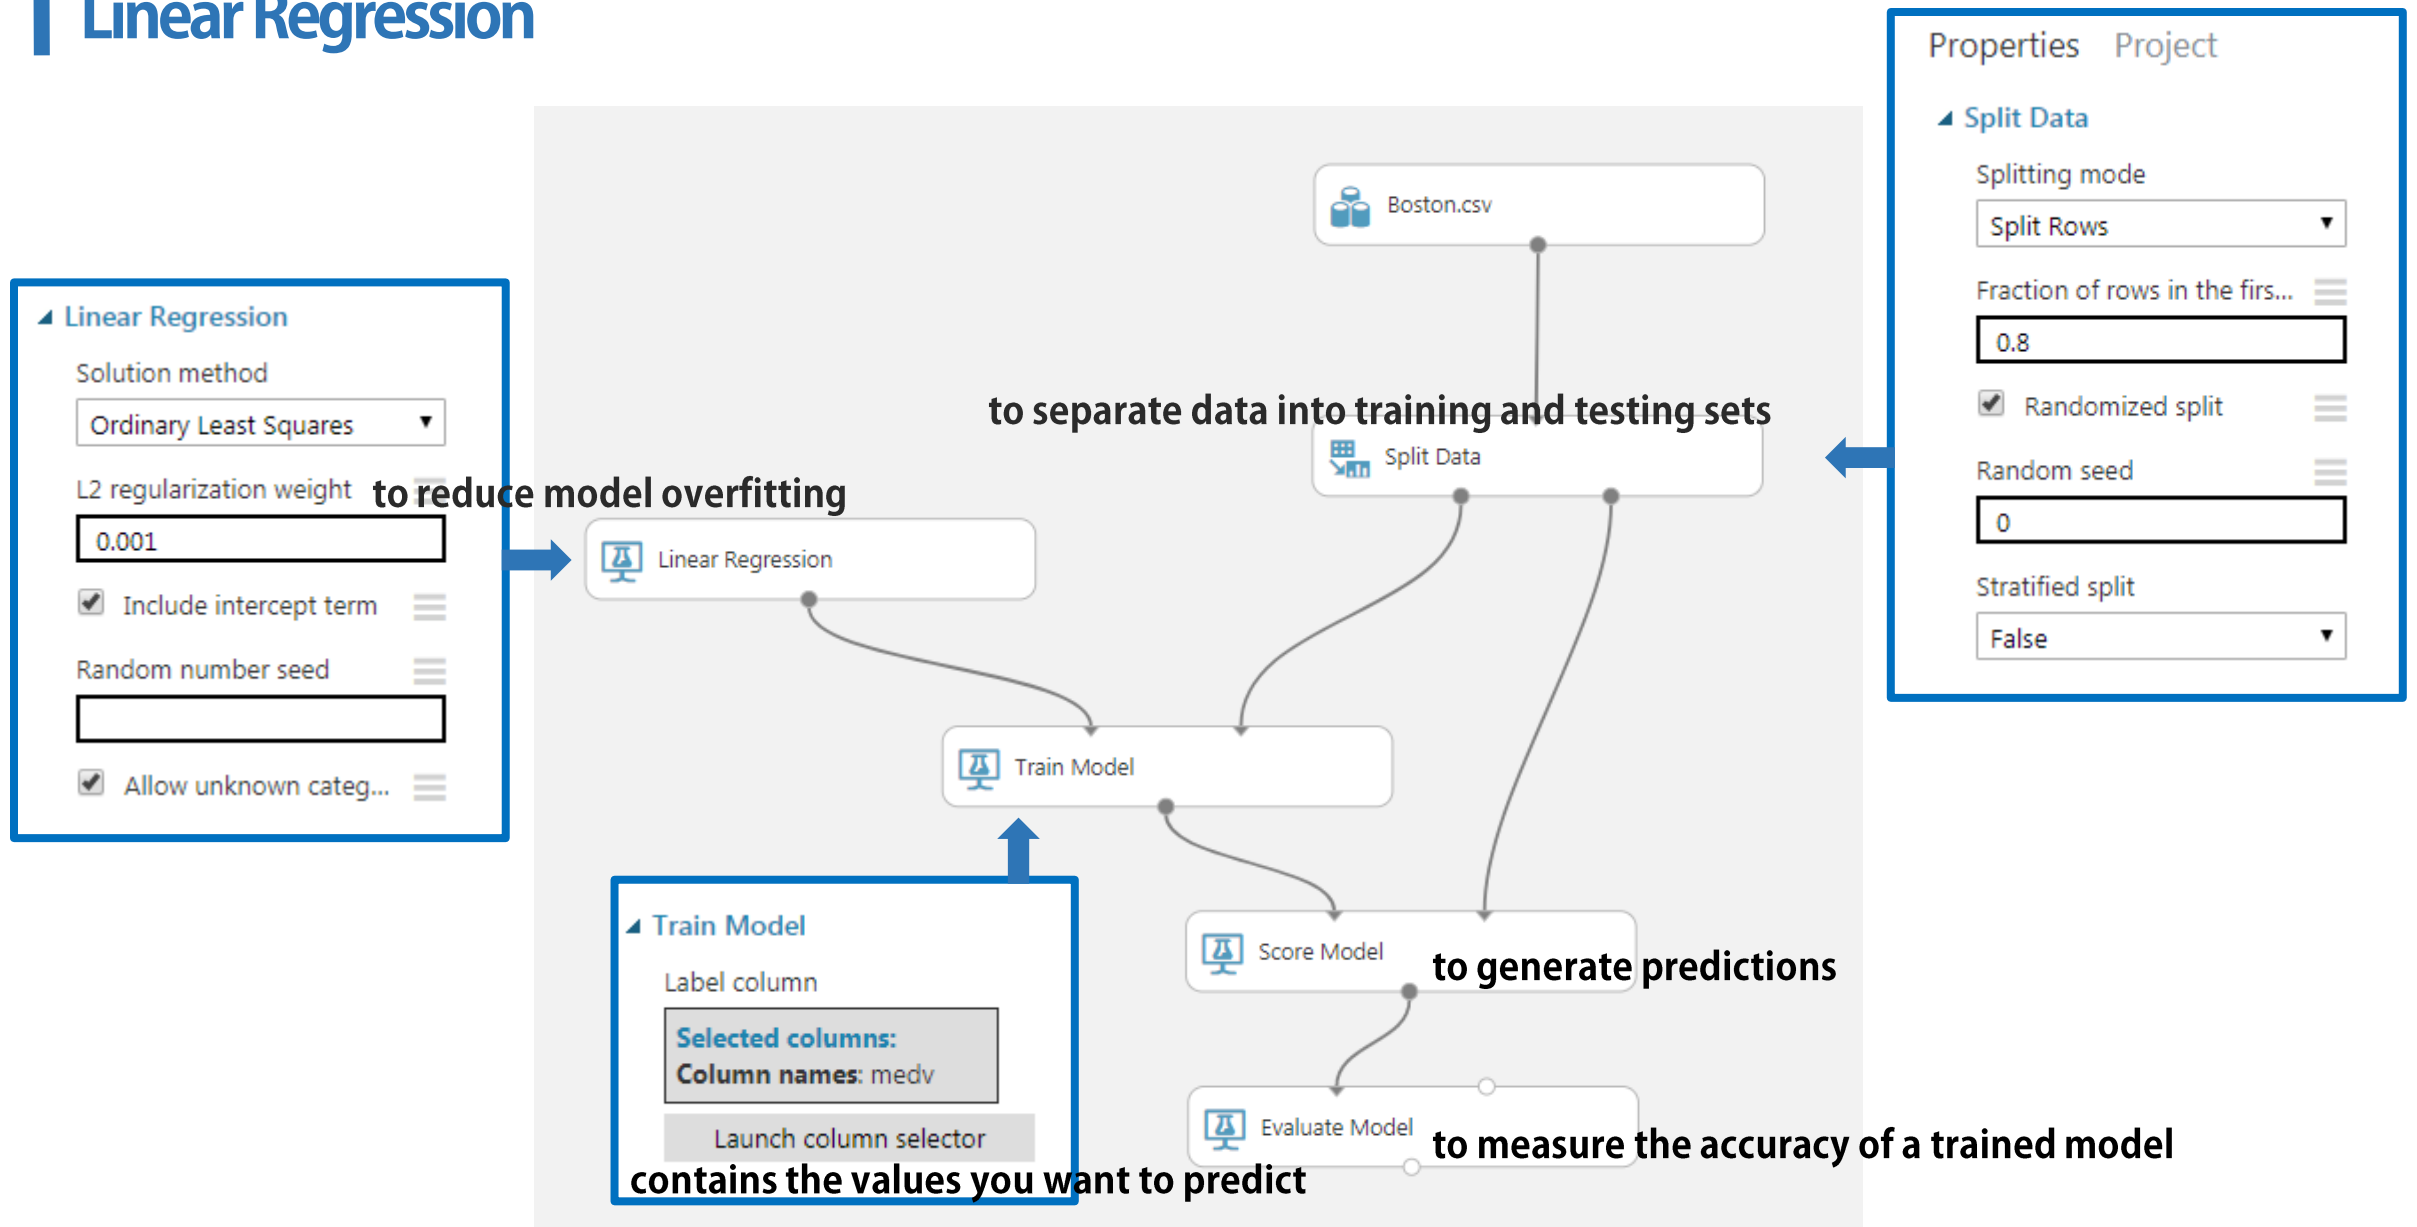 Linear Regression
Properties Project
Split Data
Splitting mode
Split Rows
Fraction of rows in the firs...
0.8
Randomized split
Random seed
0
Stratified split
False
Boston.csv
to separate data into training and testing sets
Split Data
Linear Regression
Solution method
Ordinary Least Squares
L2 regularization weight
to reduce model overfitting
0.001
Include intercept term
Random number seed
Allow unknown categ...
Linear Regression
Train Model
Train Model
Label column
Selected columns:
Column names: medv
Launch column selector
contains the values you want to predict
Score Model
to generate predictions
Evaluate Model
to measure the accuracy of a trained model